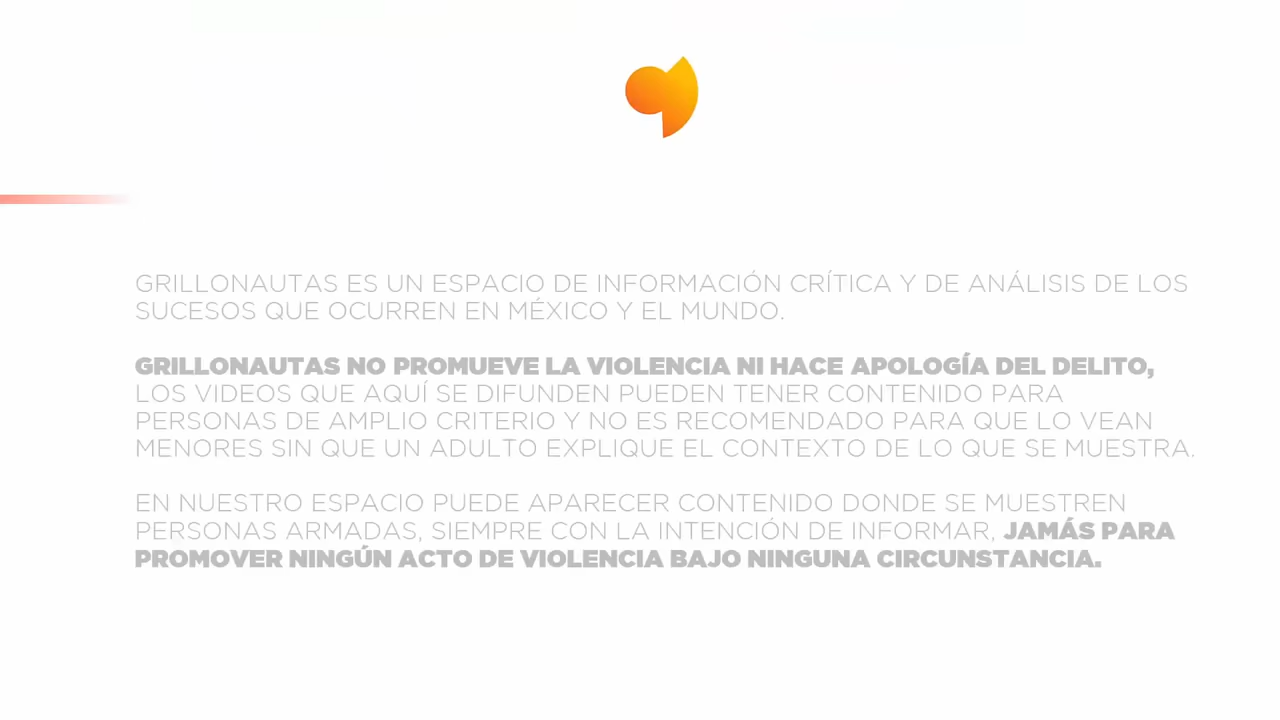 GRILLONAUTAS ES UN ESPACIO DE INFORMACIÓN CRÍTICA Y DE ANÁLISIS DE LOS
SUCESOS QUE OCURREN EN MÉXICO Y EL MUNDO.
GRILLONAUTAS NO PROMUEVE LA VIOLENCIA NI HACE APOLOGÍA DEL DELITO,
LOS VIDEOS QUE AQUÍ SE DIFUNDEN PUEDEN TENER CONTENIDO PARA
PERSONAS DE AMPLIO CRITERIO Y NO ES RECOMENDADO PARA QUE LO VEAN
MENORES SIN QUE UN ADULTO EXPLIQUE EL CONTEXTO DE LO QUE SE MUESTRA.
EN NUESTRO ESPACIO PUEDE APARECER CONTENIDO DONDE SE MUESTREN
PERSONAS ARMADAS, SIEMPRE CON LA INTENCIÓN DE INFORMAR, JAMÁS PARA
PROMOVER NINGÚN ACTO DE VIOLENCIA BAJO NINGUNA CIRCUNSTANCIA.